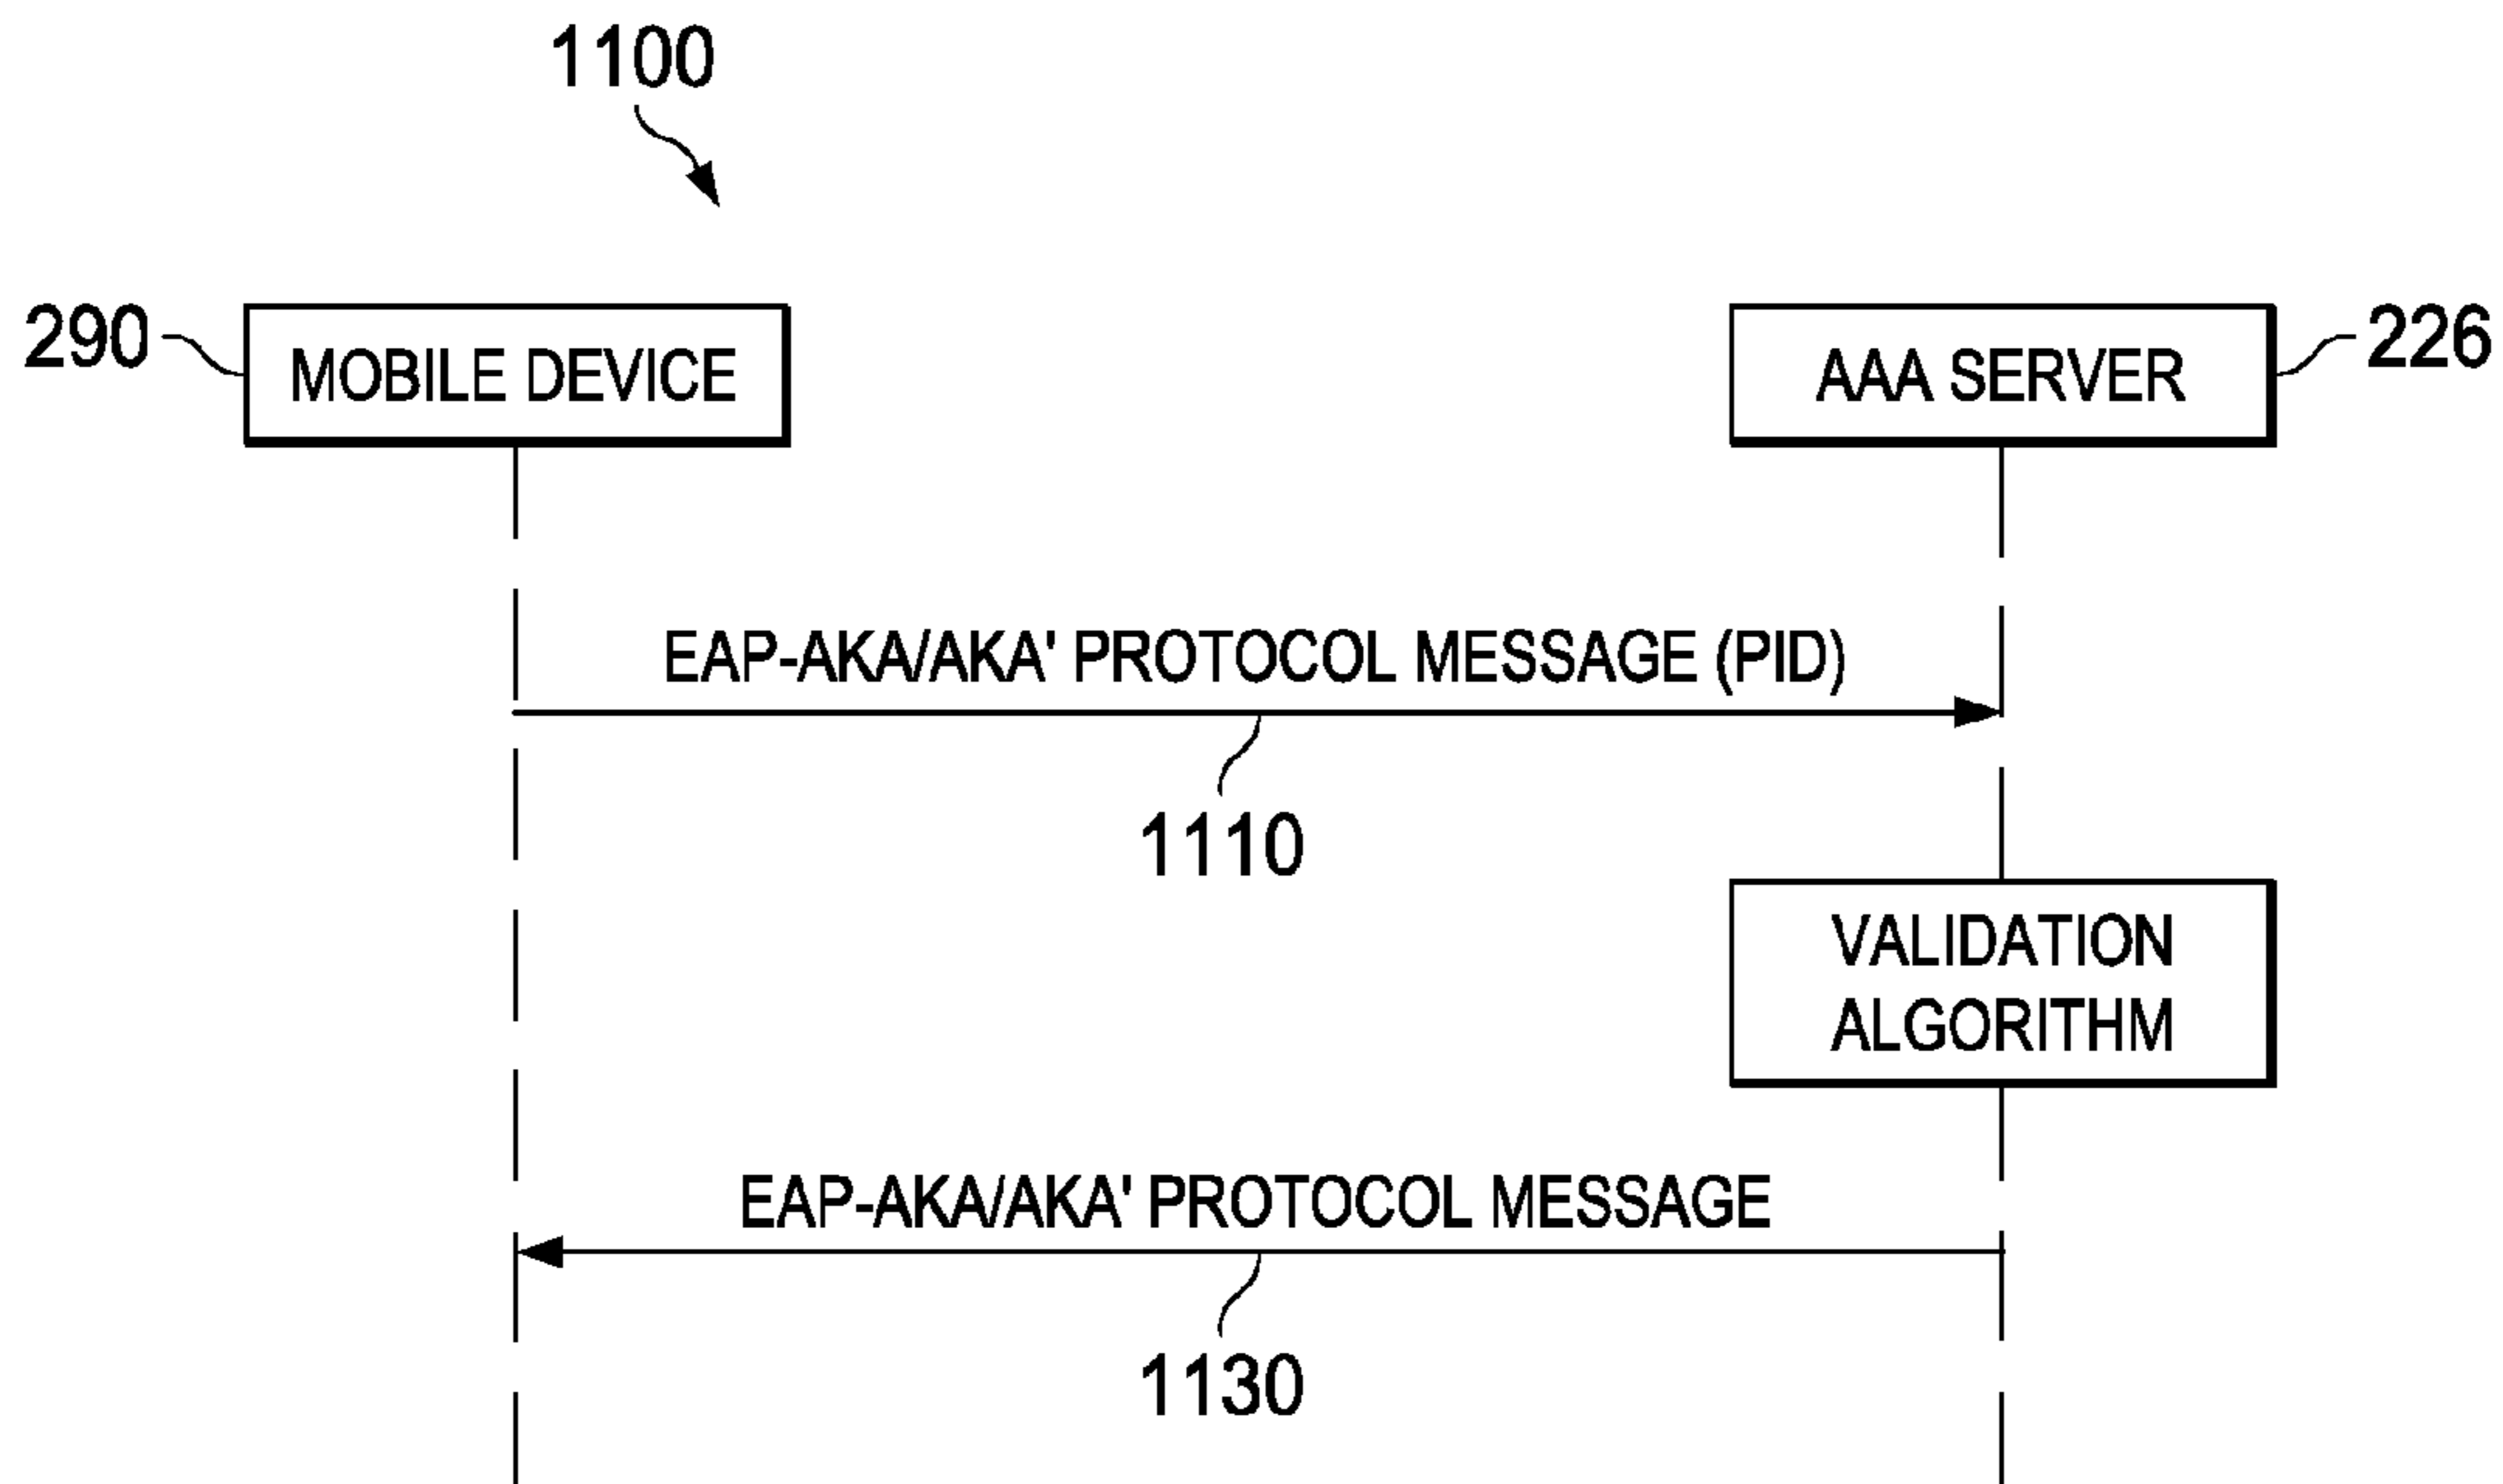 1100
290
MOBILE DEVICE
AAA SERVER
226
EAP-AKA/AKA' PROTOCOL MESSAGE (PID)
1110
VALIDATION
ALGORITHM
EAP-AKA/AKA' PROTOCOL MESSAGE
1130